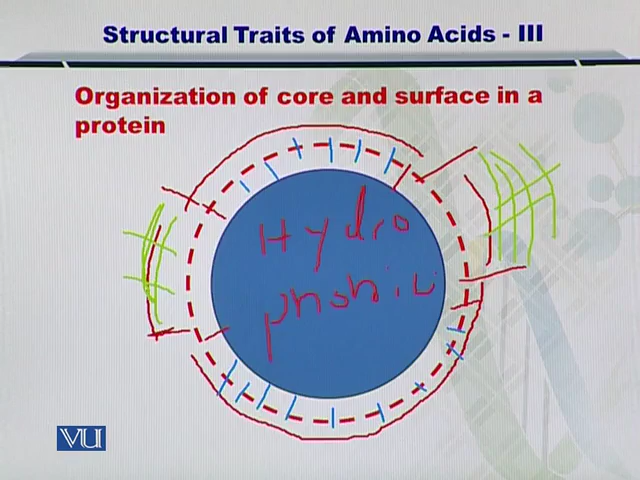 Structural Traits of Amino Acids - III
Organization of core and surface in a
protein
Hydro
phobic
VU